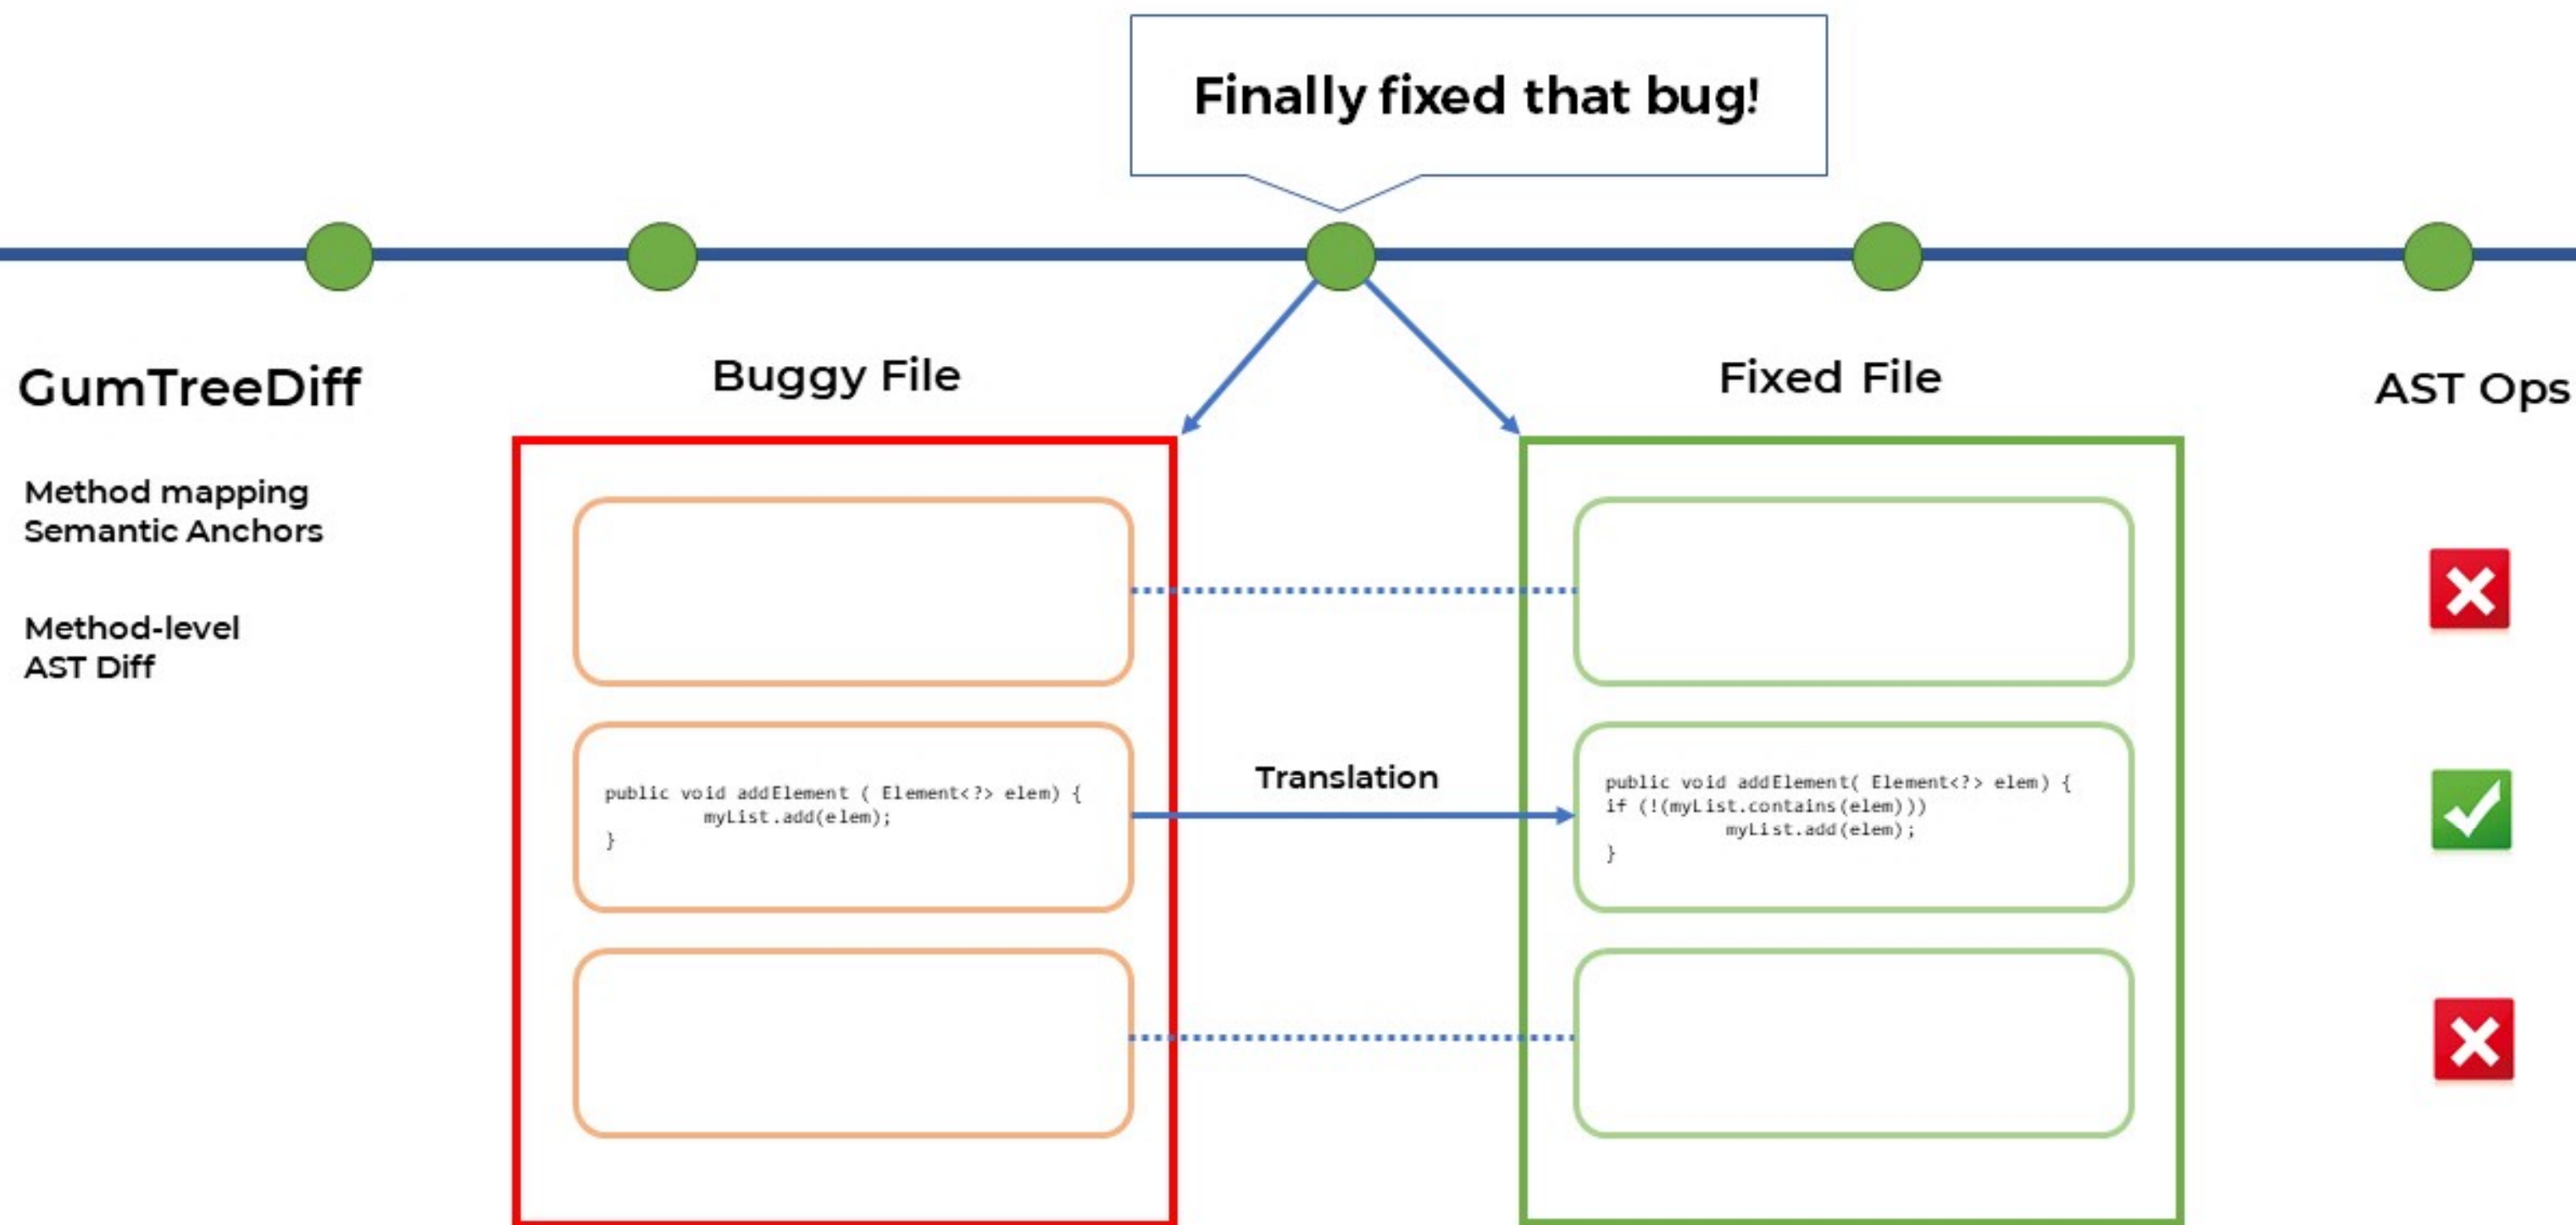 Finally fixed that bug!
GumTreeDiff
Buggy File
Fixed File
AST Ops
Method mapping
Semantic Anchors
Method-level
AST Diff
public void addElement ( Element<?> elem) {
myList.add(elem);
}
Translation
public void addElement( Element<?> elem) {
if (!(myList.contains(elem)))
myList.add(elem);
}